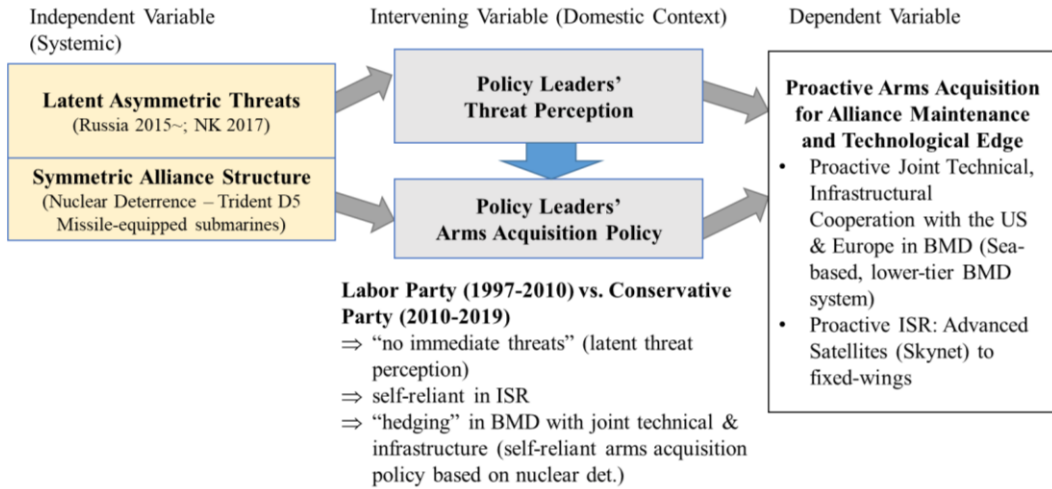 Independent Variable
(Systemic)
Intervening Variable (Domestic Context)
Dependent Variable
Latent Asymmetric Threats
(Russia 2015~; NK 2017)
Symmetric Alliance Structure
(Nuclear Deterrence – Trident D5
Missile-equipped submarines)
Policy Leaders’
Threat Perception
Policy Leaders’
Arms Acquisition Policy
Labor Party (1997-2010) vs. Conservative
Party (2010-2019)
⇒ “no immediate threats” (latent threat
perception)
⇒ self-reliant in ISR
⇒ “hedging” in BMD with joint technical &
infrastructure (self-reliant arms acquisition
policy based on nuclear det.)
Proactive Arms Acquisition
for Alliance Maintenance
and Technological Edge
• Proactive Joint Technical,
Infrastructural
Cooperation with the US
& Europe in BMD (Sea-
based, lower-tier BMD
system)
• Proactive ISR: Advanced
Satellites (Skynet) to
fixed-wings